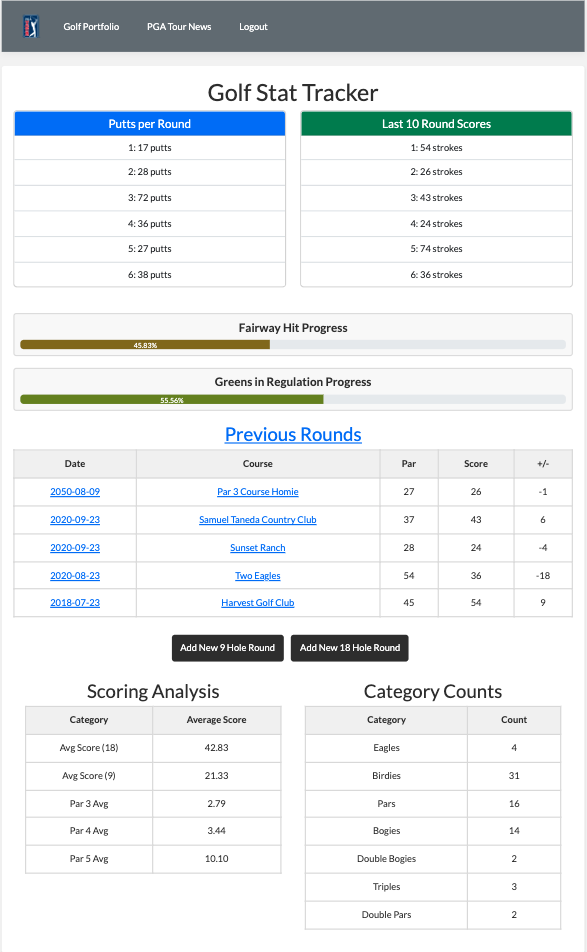 Golf Portfolio PGA Tour News Logout
Golf Stat Tracker
Putts per Round
1: 17 putts
2: 28 putts
3: 72 putts
4: 36 putts
5: 27 putts
6: 38 putts
Last 10 Round Scores
1: 54 strokes
2: 26 strokes
3: 43 strokes
4: 24 strokes
5: 74 strokes
6: 36 strokes
Fairway Hit Progress
45.83%
Greens in Regulation Progress
55.56%
Previous Rounds
Date Course Par Score +/-
2050-08-09 Par 3 Course Homie 27 26 -1
2020-09-23 Samuel Taneda Country Club 37 43 6
2020-09-23 Sunset Ranch 28 24 -4
2020-08-23 Two Eagles 54 36 -18
2018-07-23 Harvest Golf Club 45 54 9
Add New 9 Hole Round Add New 18 Hole Round
Scoring Analysis
Category Average Score
Avg Score (18) 42.83
Avg Score (9) 21.33
Par 3 Avg 2.79
Par 4 Avg 3.44
Par 5 Avg 10.10
Category Counts
Category Count
Eagles 4
Birdies 31
Pars 16
Bogies 14
Double Bogies 2
Triples 3
Double Pars 2